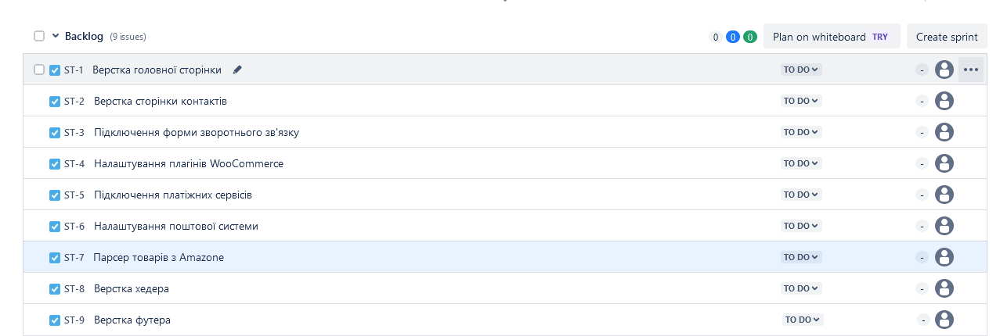 Backlog (9 issues) 0 0 0 Plan on whiteboard TRY Create sprint
ST-1 Верстка головної сторінки TO DO -
ST-2 Верстка сторінки контактів TO DO -
ST-3 Підключення форми зворотнього зв'язку TO DO -
ST-4 Налаштування плагінів WooCommerce TO DO -
ST-5 Підключення платіжних сервісів TO DO -
ST-6 Налаштування поштової системи TO DO -
ST-7 Парсер товарів з Amazone TO DO -
ST-8 Верстка хедера TO DO -
ST-9 Верстка футера TO DO -